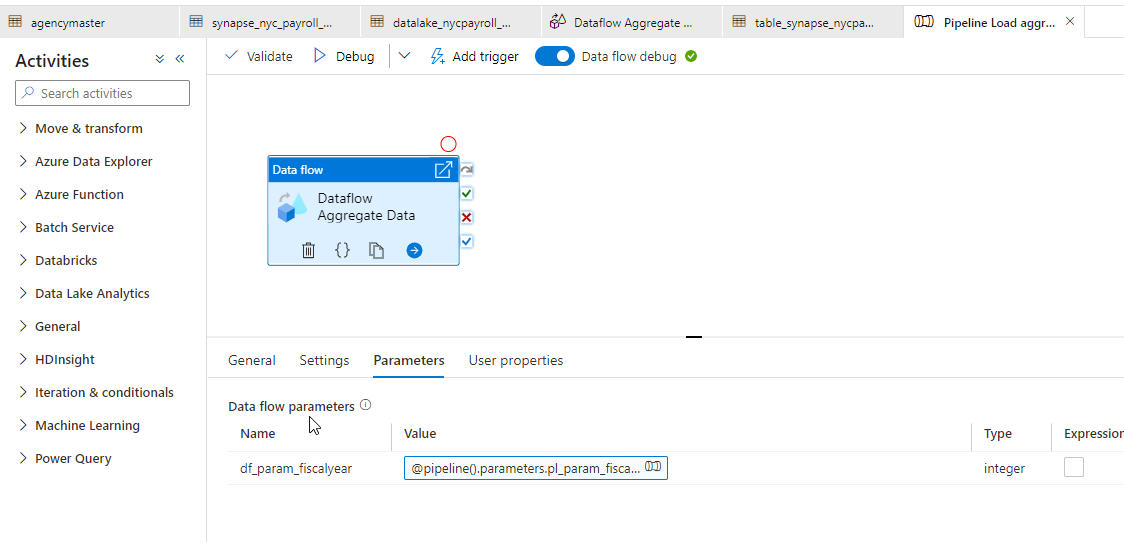 agencymaster
synapse_nyc_payroll_...
datalake_nycpayroll_...
Dataflow Aggregate ...
table_synapse_nycpa...
Pipeline Load aggr...
Activities
Search activities
Move & transform
Azure Data Explorer
Azure Function
Batch Service
Databricks
Data Lake Analytics
General
HDInsight
Iteration & conditionals
Machine Learning
Power Query
Validate
Debug
Add trigger
Data flow debug
Data flow
Dataflow
Aggregate Data
{}
General
Settings
Parameters
User properties
Data flow parameters
Name
Value
Type
Expression
df_param_fiscalyear
@pipeline().parameters.pl_param_fisca...
integer